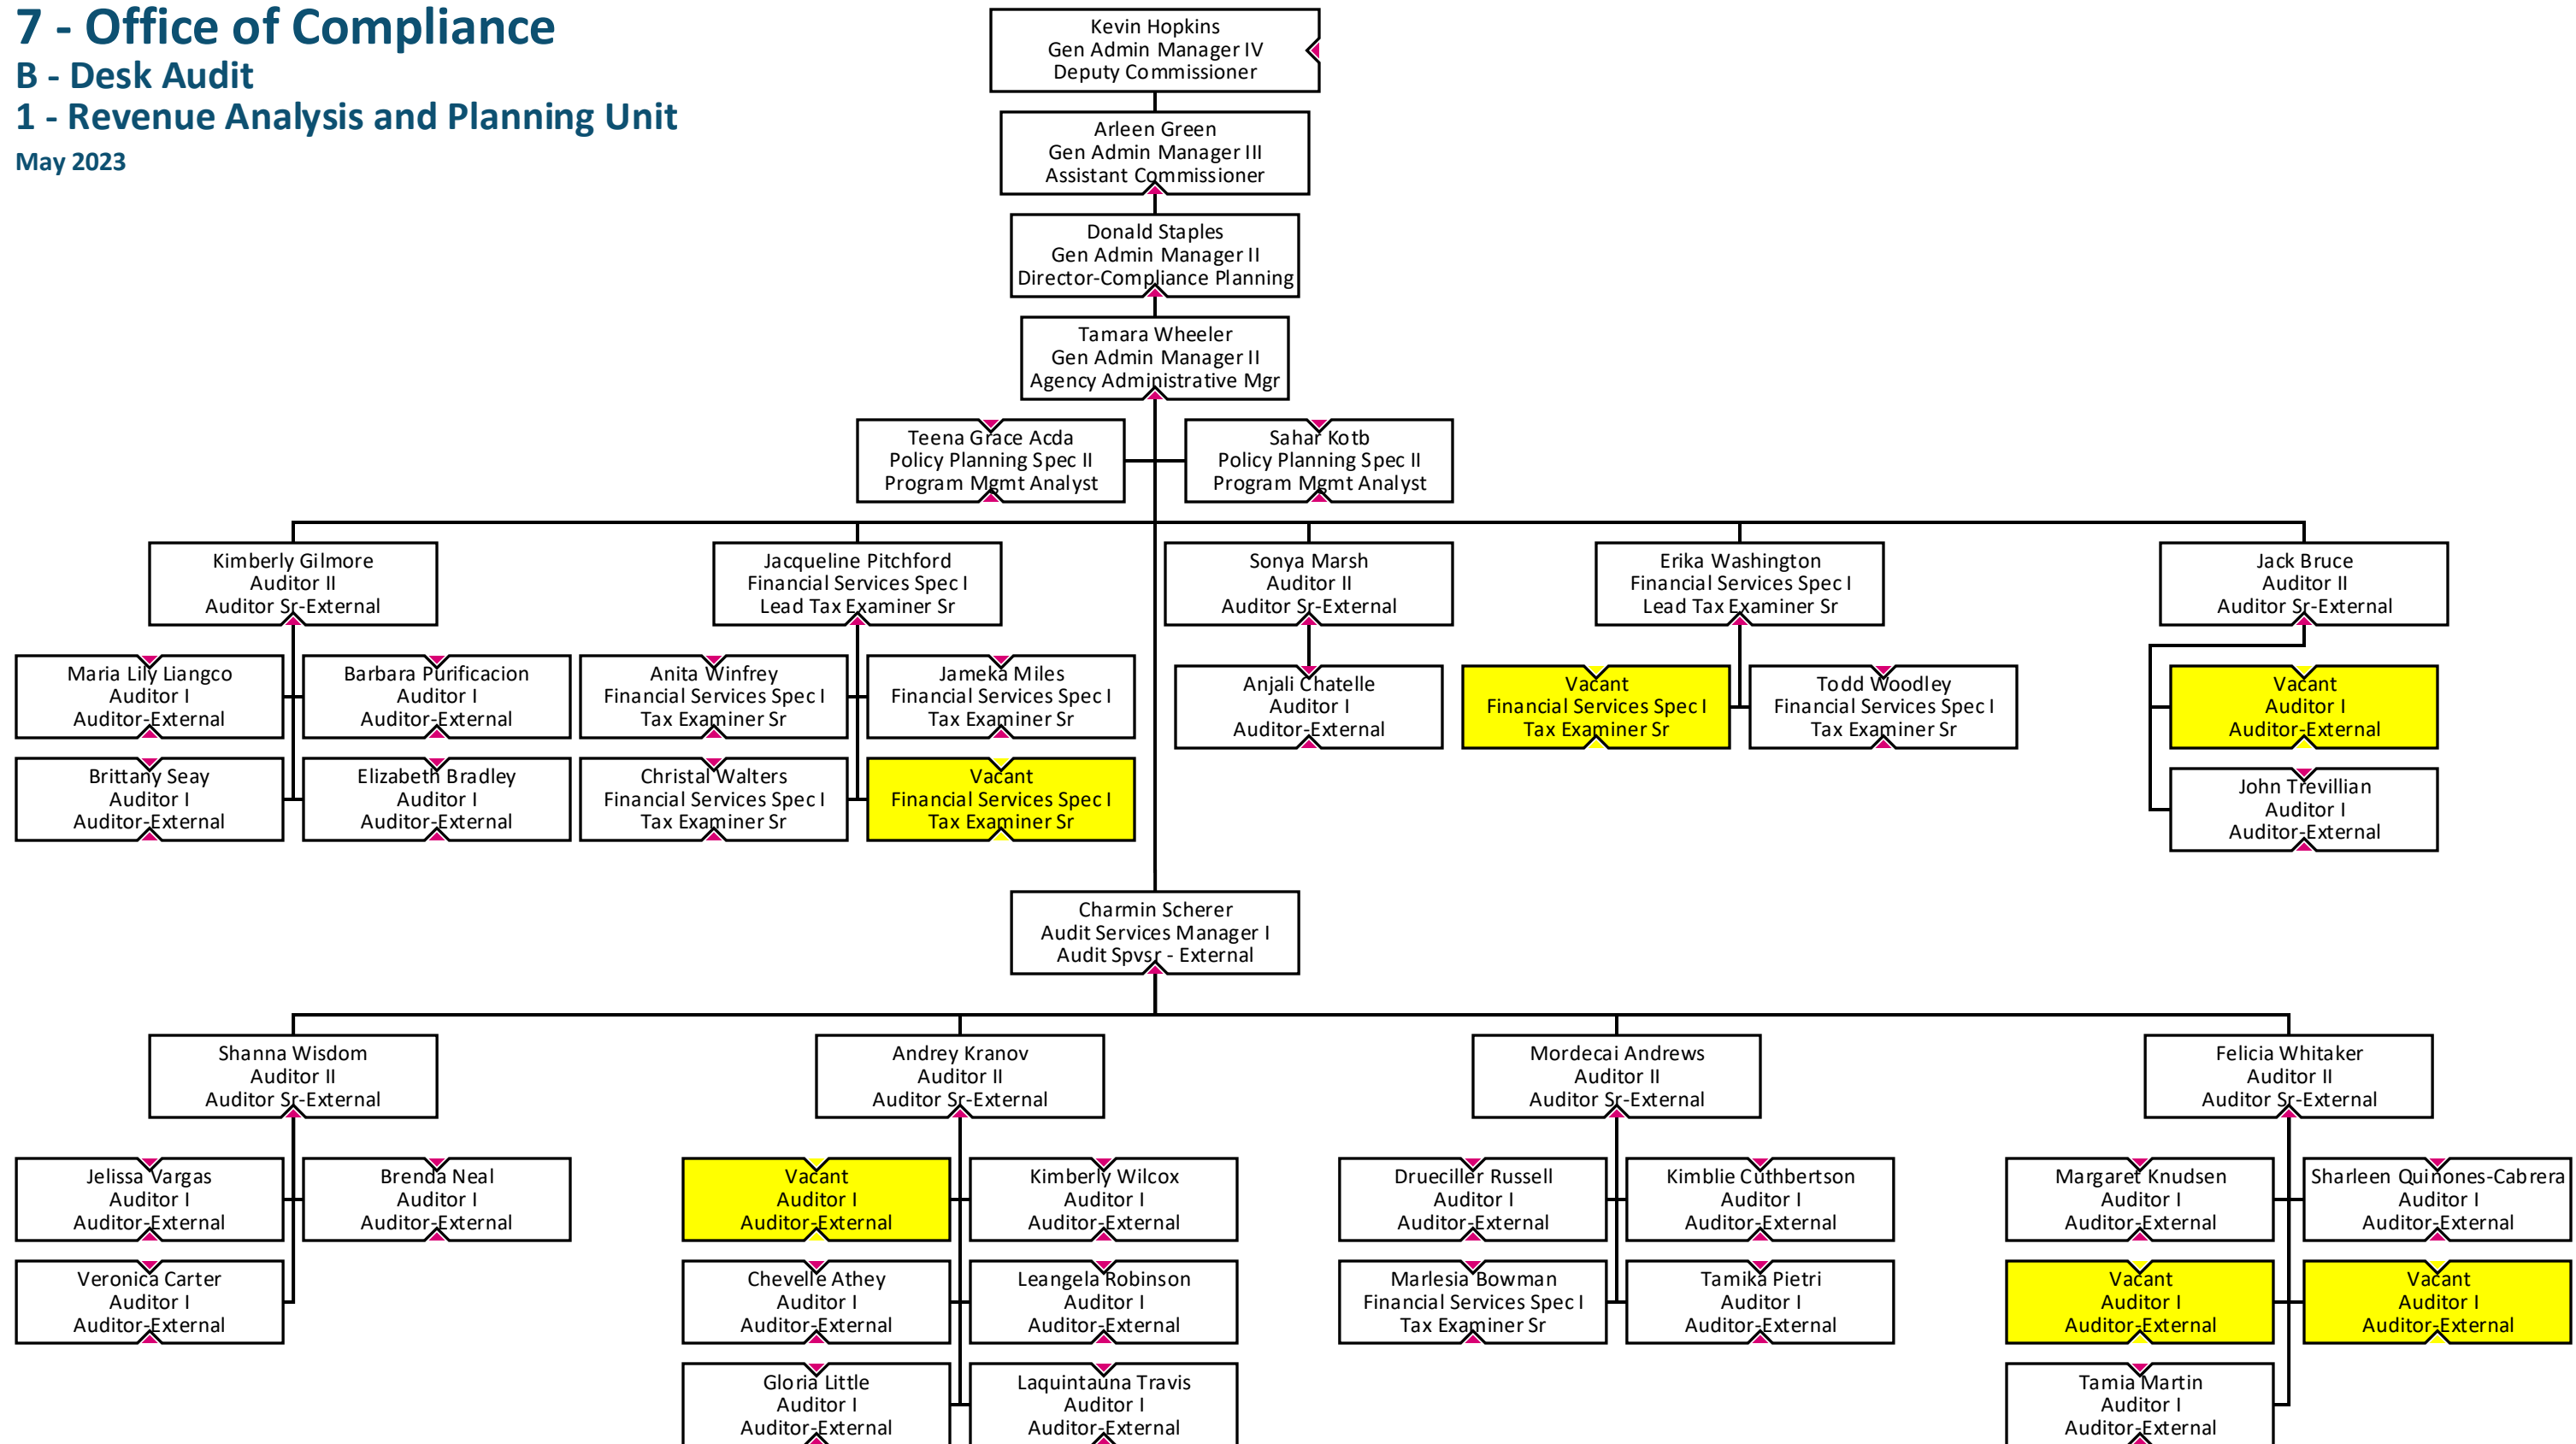 7 - Office of Compliance
B - Desk Audit
1 - Revenue Analysis and Planning Unit
May 2023
Kevin Hopkins
Gen Admin Manager IV
Deputy Commissioner
Arleen Green
Gen Admin Manager III
Assistant Commissioner
Donald Staples
Gen Admin Manager II
Director-Compliance Planning
Tamara Wheeler
Gen Admin Manager II
Agency Administrative Mgr
Teena Grace Acda
Policy Planning Spec II
Program Mgmt Analyst
Sahar Kotb
Policy Planning Spec II
Program Mgmt Analyst
Kimberly Gilmore
Auditor II
Auditor Sr-External
Jacqueline Pitchford
Financial Services Spec I
Lead Tax Examiner Sr
Sonya Marsh
Auditor II
Auditor Sr-External
Erika Washington
Financial Services Spec I
Lead Tax Examiner Sr
Jack Bruce
Auditor II
Auditor Sr-External
Maria Lily Liangco
Auditor I
Auditor-External
Barbara Purificacion
Auditor I
Auditor-External
Anita Winfrey
Financial Services Spec I
Tax Examiner Sr
Jameka Miles
Financial Services Spec I
Tax Examiner Sr
Anjali Chatelle
Auditor I
Auditor-External
Vacant
Financial Services Spec I
Tax Examiner Sr
Todd Woodley
Financial Services Spec I
Tax Examiner Sr
Vacant
Auditor I
Auditor-External
Brittany Seay
Auditor I
Auditor-External
Elizabeth Bradley
Auditor I
Auditor-External
Christal Walters
Financial Services Spec I
Tax Examiner Sr
Vacant
Financial Services Spec I
Tax Examiner Sr
John Trevillian
Auditor I
Auditor-External
Charmin Scherer
Audit Services Manager I
Audit Spvsr - External
Shanna Wisdom
Auditor II
Auditor Sr-External
Andrey Kranov
Auditor II
Auditor Sr-External
Mordecai Andrews
Auditor II
Auditor Sr-External
Felicia Whitaker
Auditor II
Auditor Sr-External
Jelissa Vargas
Auditor I
Auditor-External
Brenda Neal
Auditor I
Auditor-External
Vacant
Auditor I
Auditor-External
Kimberly Wilcox
Auditor I
Auditor-External
Drueciller Russell
Auditor I
Auditor-External
Kimblie Cuthbertson
Auditor I
Auditor-External
Margaret Knudsen
Auditor I
Auditor-External
Sharleen Quinones-Cabrera
Auditor I
Auditor-External
Veronica Carter
Auditor I
Auditor-External
Chevelle Athey
Auditor I
Auditor-External
Leangela Robinson
Auditor I
Auditor-External
Marlesia Bowman
Financial Services Spec I
Tax Examiner Sr
Tamika Pietri
Auditor I
Auditor-External
Vacant
Auditor I
Auditor-External
Vacant
Auditor I
Auditor-External
Gloria Little
Auditor I
Auditor-External
Laquintauna Travis
Auditor I
Auditor-External
Tamia Martin
Auditor I
Auditor-External